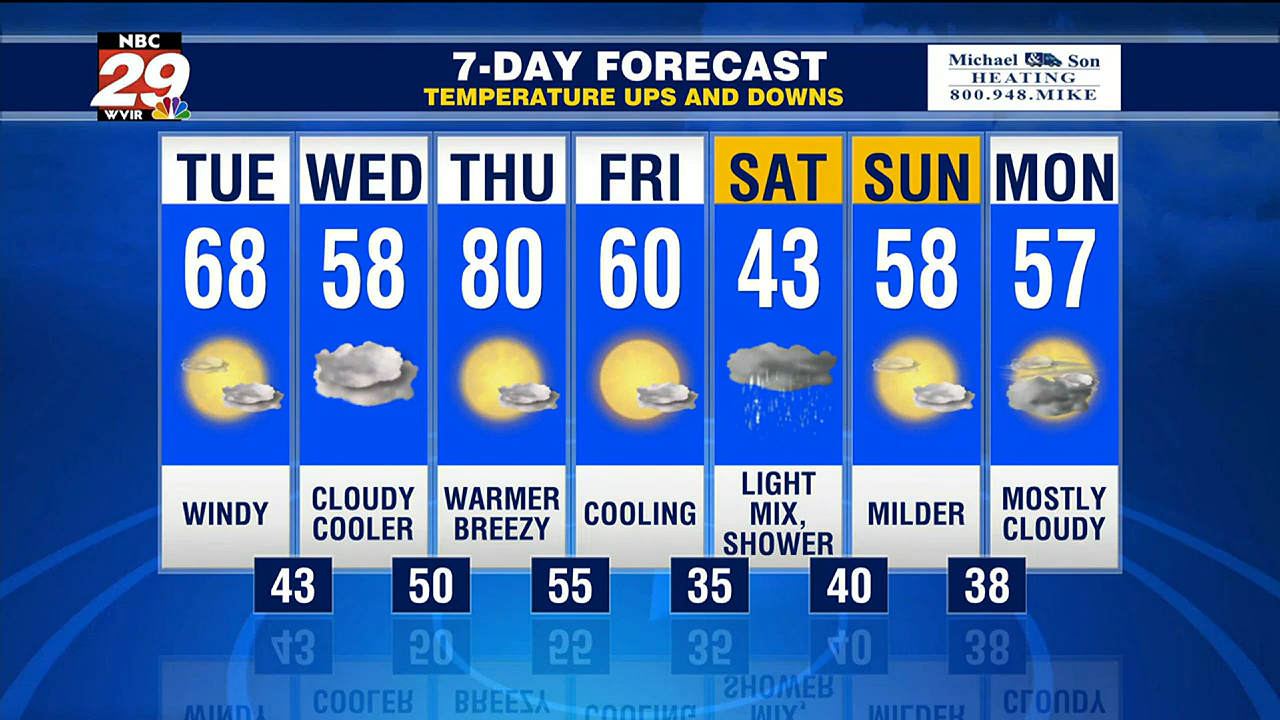 NBC
29
WVIR
7-DAY FORECAST
TEMPERATURE UPS AND DOWNS
Michael & Son
HEATING
800.948.MIKE
TUE WED THU FRI SAT SUN MON
68 58 80 60 43 58 57
WINDY
CLOUDY
COOLER
WARMER
BREEZY
COOLING
LIGHT
MIX,
SHOWER
MILDER
MOSTLY
CLOUDY
43 50 55 35 40 38